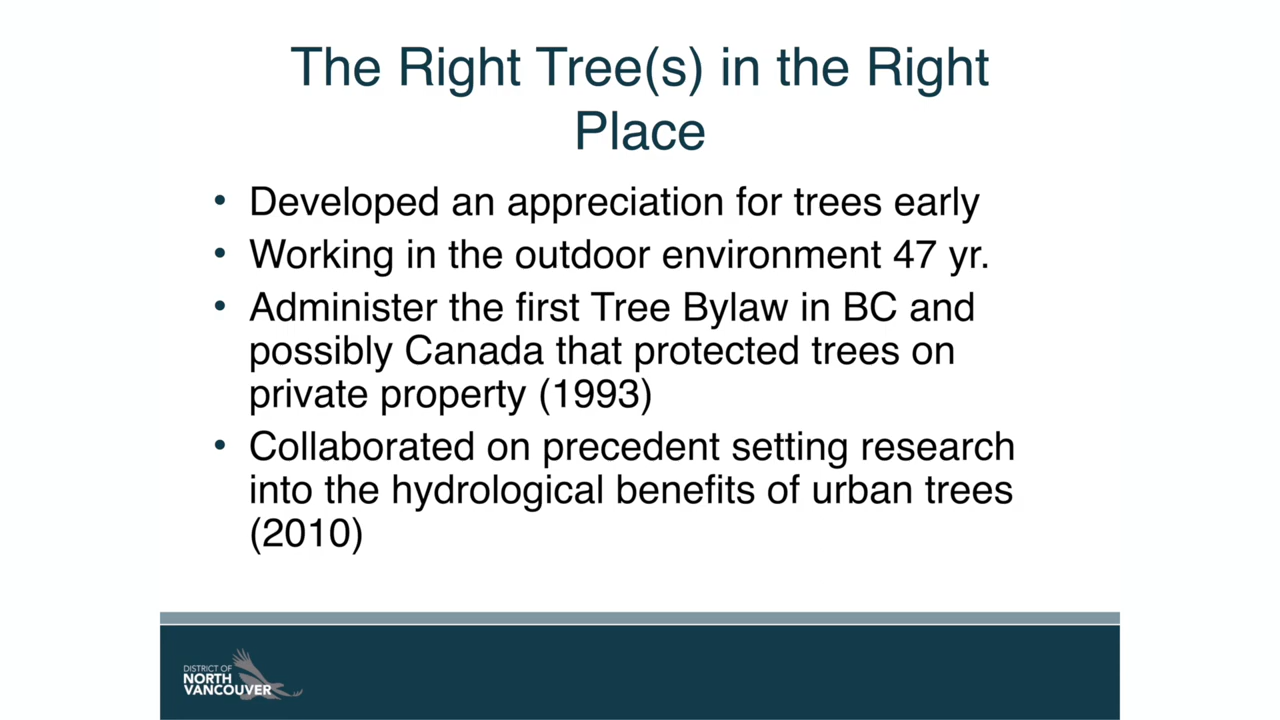 The Right Tree(s) in the Right
Place
• Developed an appreciation for trees early
• Working in the outdoor environment 47 yr.
• Administer the first Tree Bylaw in BC and
possibly Canada that protected trees on
private property (1993)
• Collaborated on precedent setting research
into the hydrological benefits of urban trees
(2010)
DISTRICT OF
NORTH
VANCOUVER